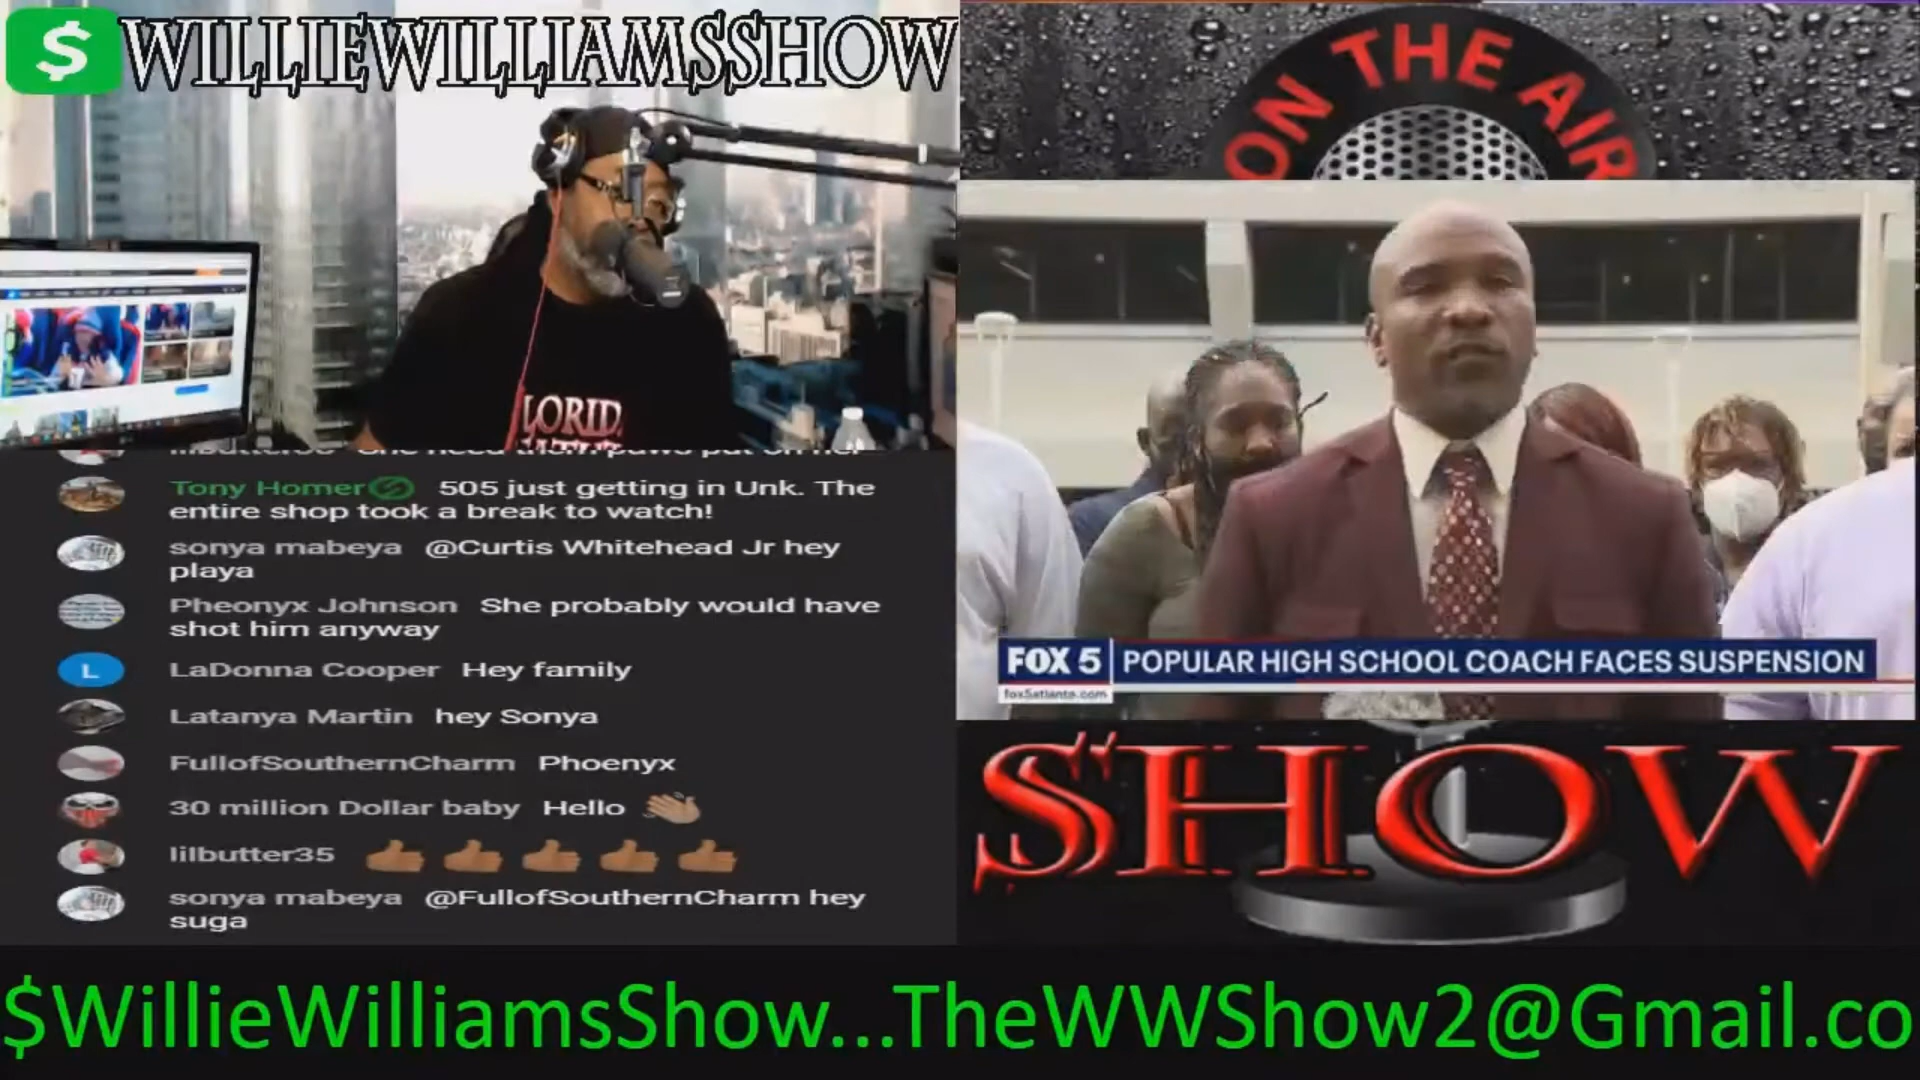 $ WILLIEWILLIAMSSHOW
ON THE AIR
LORID
Tony Homer 505 just getting in Unk. The
entire shop took a break to watch!
sonya mabeya @Curtis Whitehead Jr hey
playa
Pheonyx Johnson She probably would have
shot him anyway
LaDonna Cooper Hey family
L
Latanya Martin hey Sonya
FullofSouthernCharm Phoenyx
30 million Dollar baby Hello 👋🏽
lilbutter35 👍🏾👍🏾👍🏾👍🏾👍🏾
sonya mabeya @FullofSouthernCharm hey
suga
FOX 5 POPULAR HIGH SCHOOL COACH FACES SUSPENSION
fox5atlanta.com
SHOW
$WillieWilliamsShow...TheWWShow2@Gmail.co